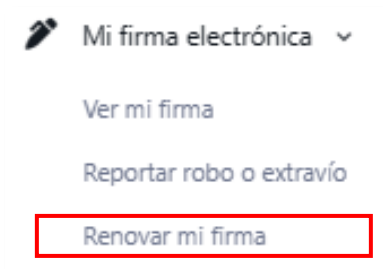 Mi firma electrónica
Ver mi firma
Reportar robo o extravío
Renovar mi firma